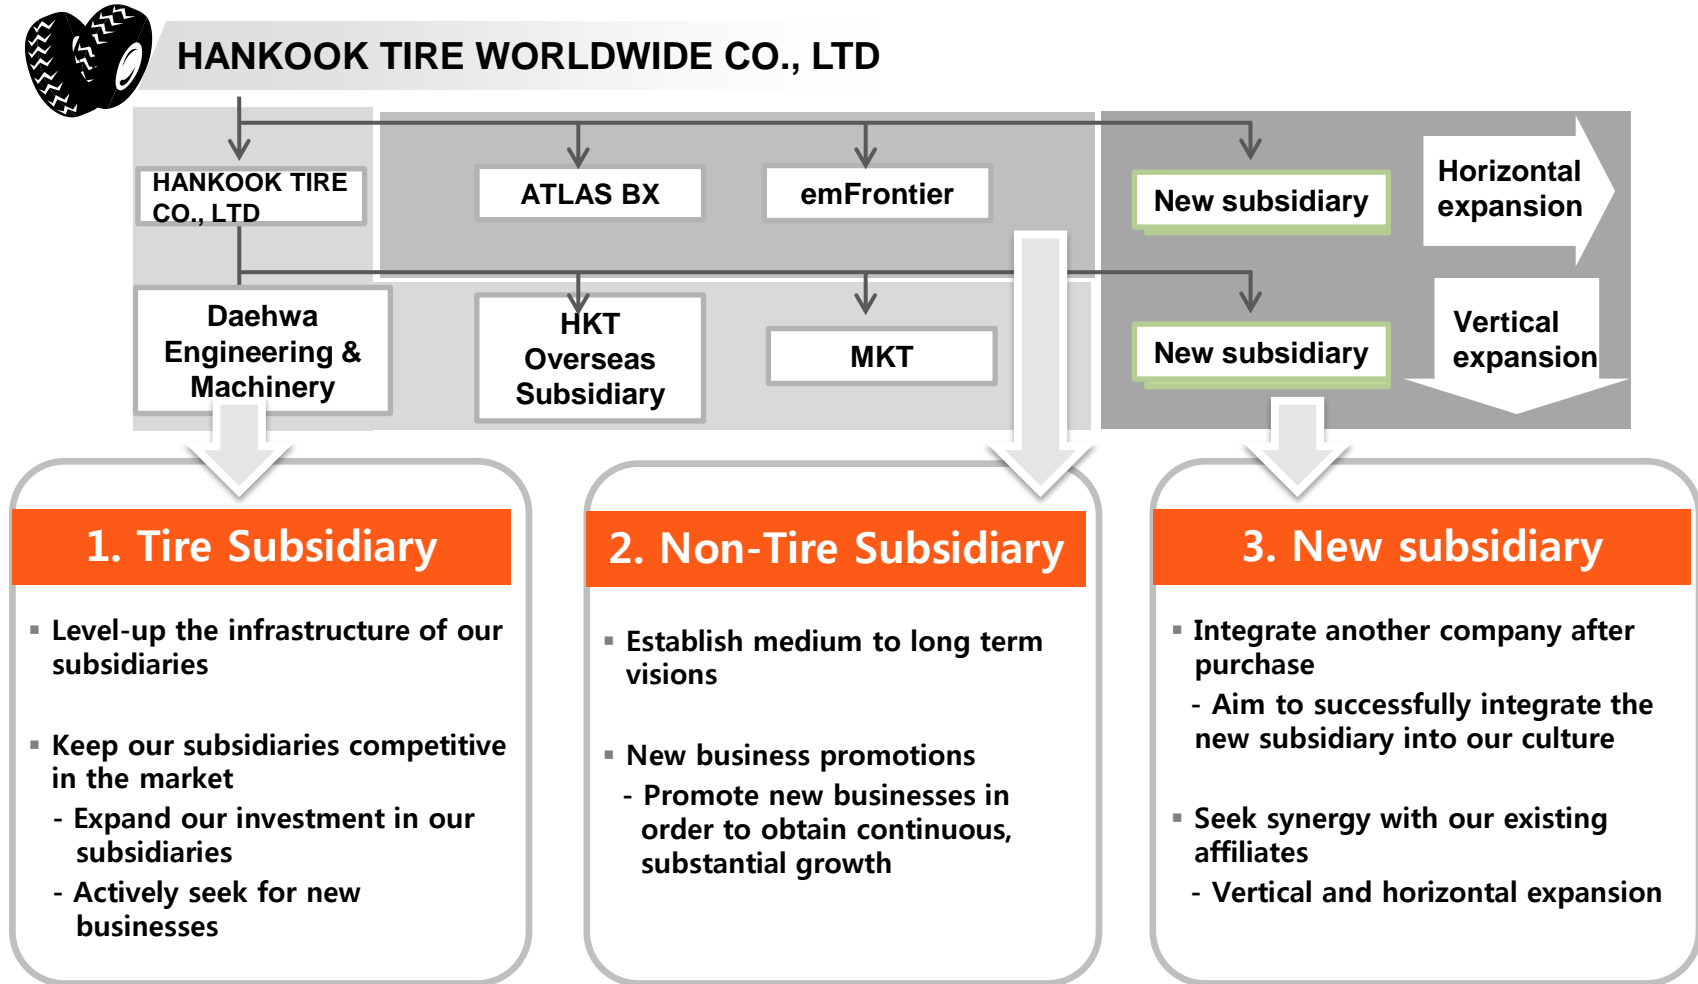 HANKOOK TIRE WORLDWIDE CO., LTD
HANKOOK TIRE
CO., LTD
ATLAS BX
emFrontier
New subsidiary
Horizontal
expansion
Daehwa
Engineering &
Machinery
HKT
Overseas
Subsidiary
MKT
New subsidiary
Vertical
expansion
1. Tire Subsidiary
▪ Level-up the infrastructure of our
subsidiaries
▪ Keep our subsidiaries competitive
in the market
- Expand our investment in our
subsidiaries
- Actively seek for new
businesses
2. Non-Tire Subsidiary
▪ Establish medium to long term
visions
▪ New business promotions
- Promote new businesses in
order to obtain continuous,
substantial growth
3. New subsidiary
▪ Integrate another company after
purchase
- Aim to successfully integrate the
new subsidiary into our culture
▪ Seek synergy with our existing
affiliates
- Vertical and horizontal expansion